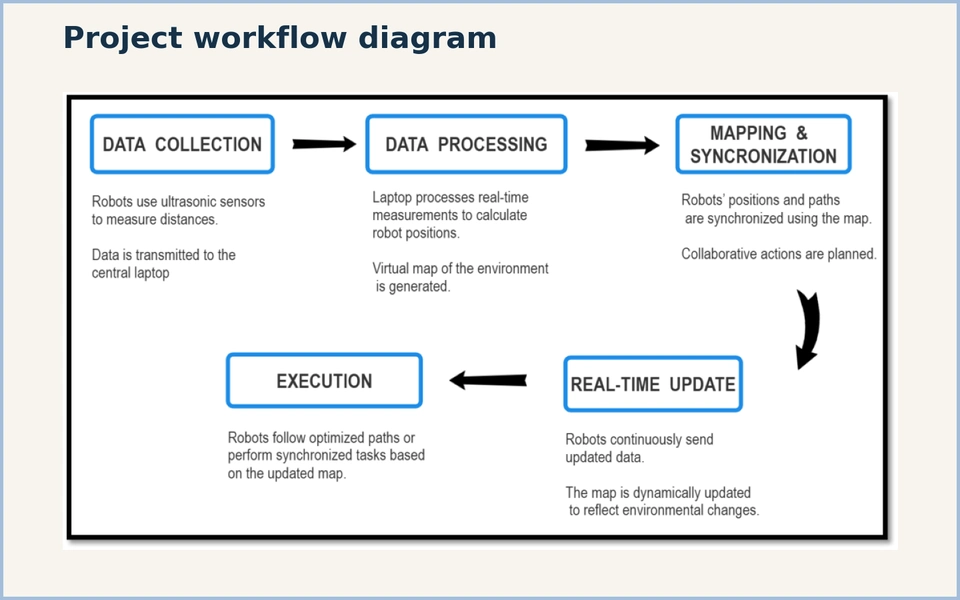 Project workflow diagram
DATA COLLECTION
Robots use ultrasonic sensors
to measure distances.
Data is transmitted to the
central laptop
DATA PROCESSING
Laptop processes real-time
measurements to calculate
robot positions.
Virtual map of the environment
is generated.
MAPPING &
SYNCRONIZATION
Robots' positions and paths
are synchronized using the map.
Collaborative actions are planned.
REAL-TIME UPDATE
Robots continuously send
updated data.
The map is dynamically updated
to reflect environmental changes.
EXECUTION
Robots follow optimized paths or
perform synchronized tasks based
on the updated map.